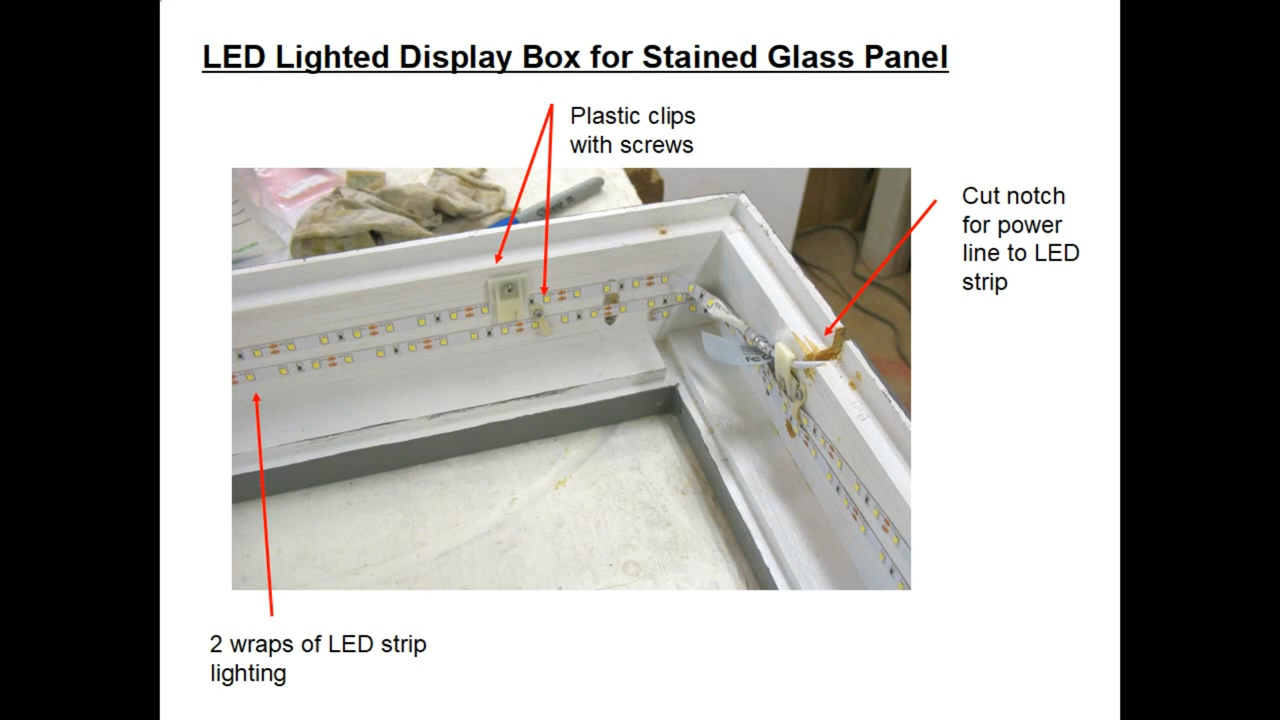 LED Lighted Display Box for Stained Glass Panel
Plastic clips
with screws
Cut notch
for power
line to LED
strip
2 wraps of LED strip
lighting